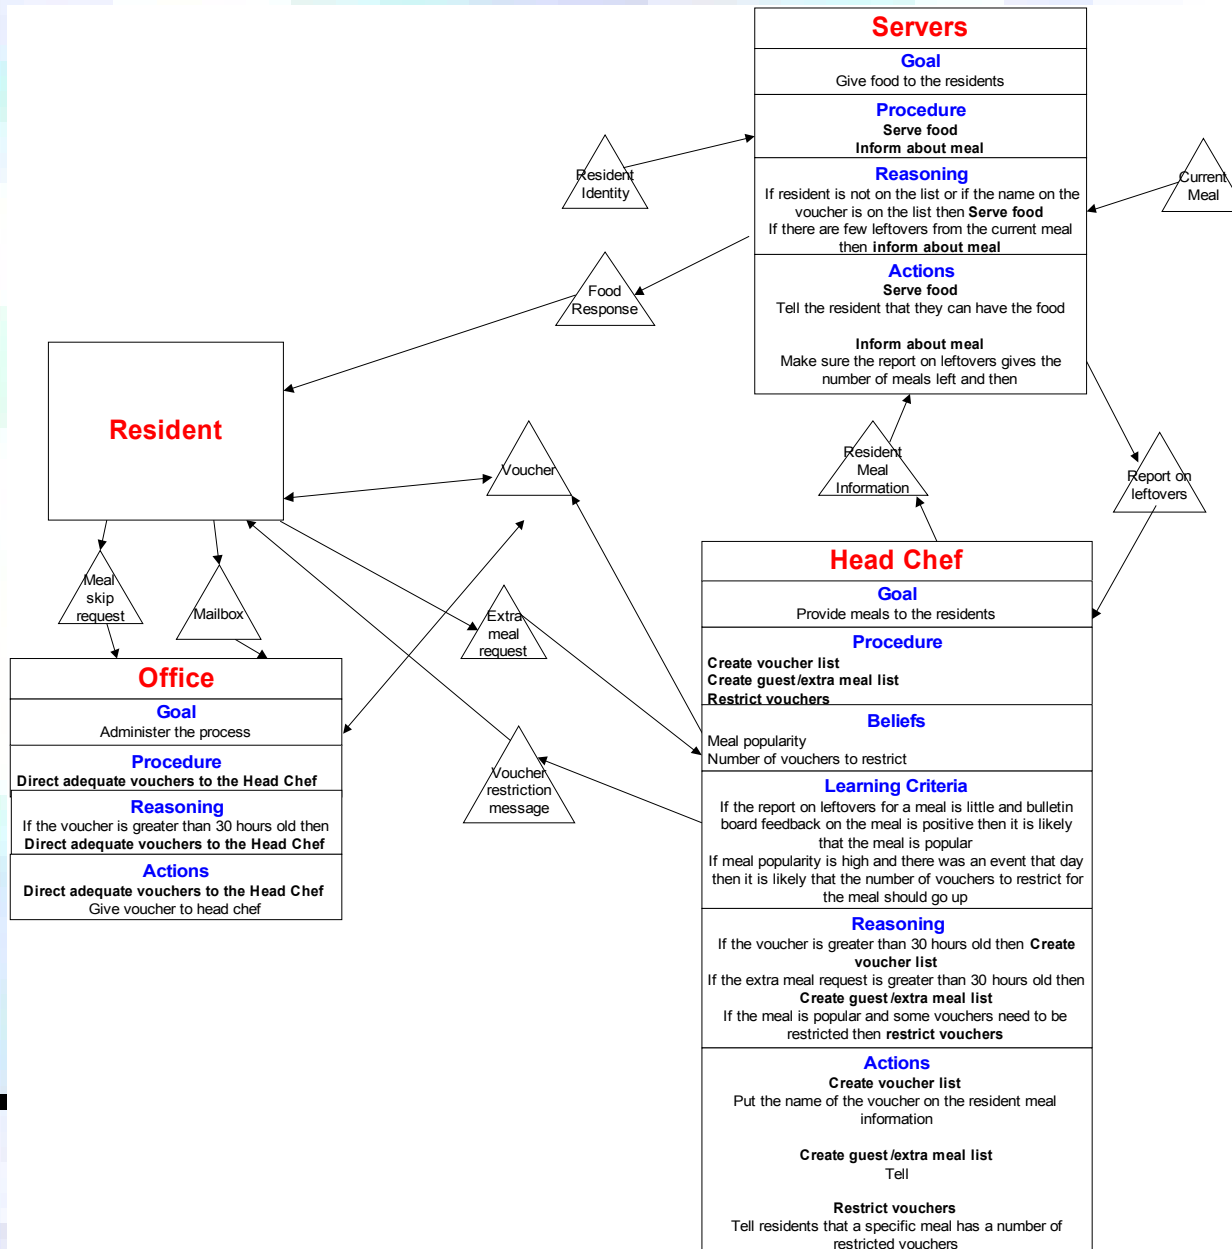 Servers
Goal
Give food to the residents
Procedure
Serve food
Inform about meal
Reasoning
If resident is not on the list or if the name on the
voucher is on the list then Serve food
If there are few leftovers from the current meal
then inform about meal
Actions
Serve food
Tell the resident that they can have the food
Inform about meal
Make sure the report on leftovers gives the
number of meals left and then
Resident
Identity
Current
Meal
Food
Response
Resident
Voucher
Resident
Meal
Information
Report on
leftovers
Meal
skip
request
Mailbox
Extra
meal
request
Voucher
restriction
message
Office
Goal
Administer the process
Procedure
Direct adequate vouchers to the Head Chef
Reasoning
If the voucher is greater than 30 hours old then
Direct adequate vouchers to the Head Chef
Actions
Direct adequate vouchers to the Head Chef
Give voucher to head chef
Head Chef
Goal
Provide meals to the residents
Procedure
Create voucher list
Create guest/extra meal list
Restrict vouchers
Beliefs
Meal popularity
Number of vouchers to restrict
Learning Criteria
If the report on leftovers for a meal is little and bulletin
board feedback on the meal is positive then it is likely
that the meal is popular
If meal popularity is high and there was an event that day
then it is likely that the number of vouchers to restrict for
the meal should go up
Reasoning
If the voucher is greater than 30 hours old then Create
voucher list
If the extra meal request is greater than 30 hours old then
Create guest/extra meal list
If the meal is popular and some vouchers need to be
restricted then restrict vouchers
Actions
Create voucher list
Put the name of the voucher on the resident meal
information
Create guest/extra meal list
Tell
Restrict vouchers
Tell residents that a specific meal has a number of
restricted vouchers